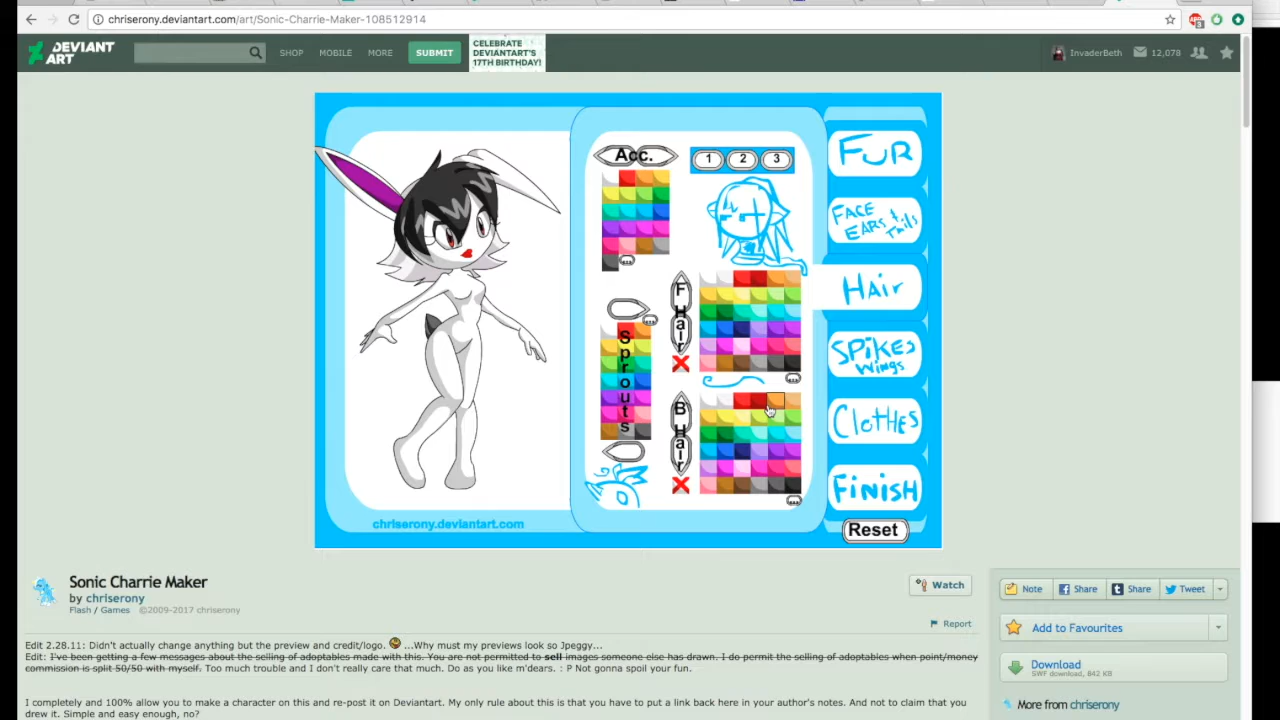 chriserony.deviantart.com/art/Sonic-Charrie-Maker-108512914
DEVIANT
ART
SHOP
MOBILE
MORE
SUBMIT
CELEBRATE
DEVIANTART'S
17TH BIRTHDAY!
InvaderBeth
12,078
Acc.
1
2
3
F Hair
Sprouts
B Hair
FUR
FACE
EARS & Tails
HAir
SPiKES
Wings
ClOTHES
FiNiSH
Reset
chriserony.deviantart.com
Sonic Charrie Maker
by chriserony
Flash / Games ©2009-2017 chriserony
Watch
Report
Note
Share
Share
Tweet
Add to Favourites
Download
SWF download, 842 KB
More from chriserony
Edit 2.28.11: Didn't actually change anything but the preview and credit/logo. ...Why must my previews look so Jpeggy...
Edit: I've been getting a few messages about the selling of adoptables made with this. You are not permitted to sell images someone else has drawn. I do permit the selling of adoptables when point/money
commission is split 50/50 with myself. Too much trouble and I don't really care that much. Do as you like m'dears. : P Not gonna spoil your fun.
I completely and 100% allow you to make a character on this and re-post it on Deviantart. My only rule about this is that you have to put a link back here in your author's notes. And not to claim that you
drew it. Simple and easy enough, no?